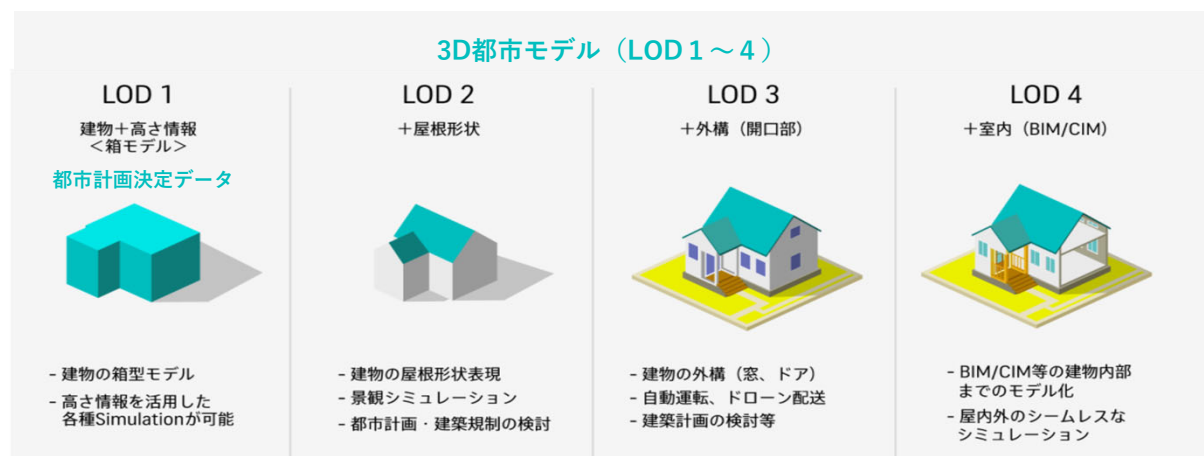 3D都市モデル（LOD１～４）
LOD 1
建物＋高さ情報
＜箱モデル＞
都市計画決定データ
- 建物の箱型モデル
- 高さ情報を活用した
各種Simulationが可能
LOD 2
＋屋根形状
- 建物の屋根形状表現
- 景観シミュレーション
- 都市計画・建築規制の検討
LOD 3
＋外構（開口部）
- 建物の外構（窓、ドア）
- 自動運転、ドローン配送
- 建築計画の検討等
LOD 4
＋室内（BIM/CIM）
- BIM/CIM等の建物内部
までのモデル化
- 屋内外のシームレスな
シミュレーション